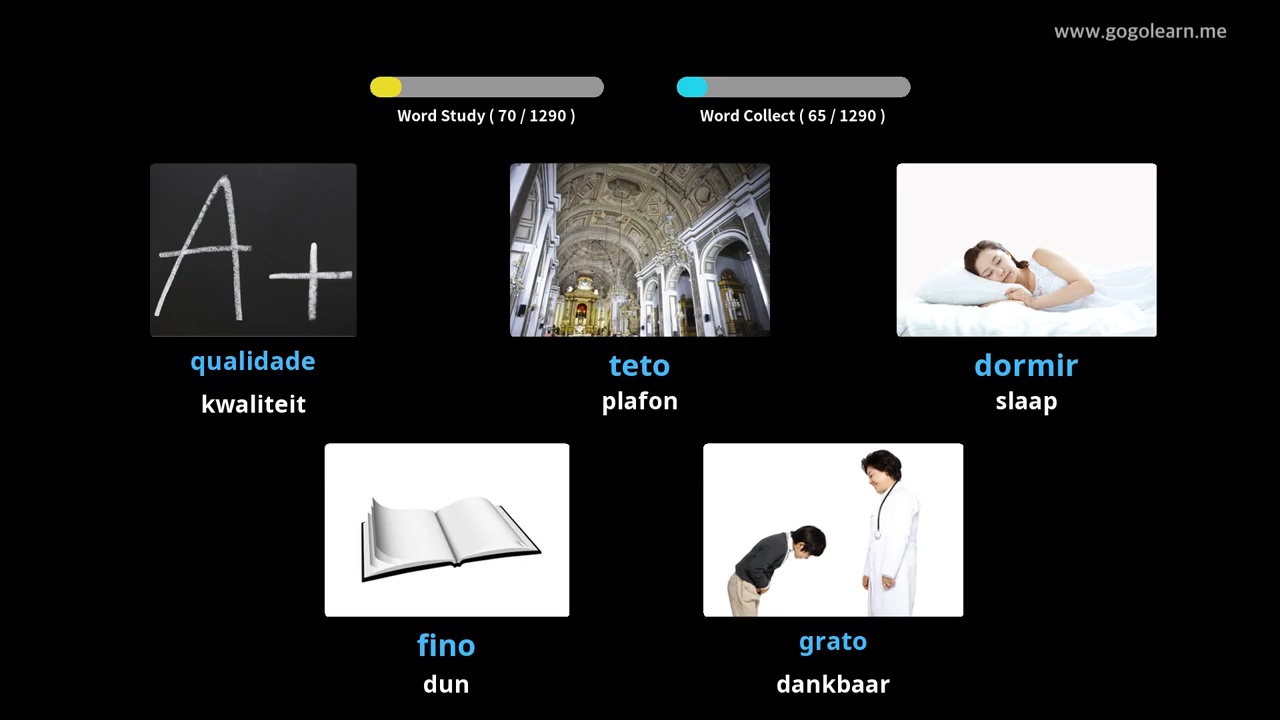 www.gogolearn.me
Word Study ( 70 / 1290 )
Word Collect ( 65 / 1290 )
A+
qualidade
kwaliteit
teto
plafon
dormir
slaap
fino
dun
grato
dankbaar